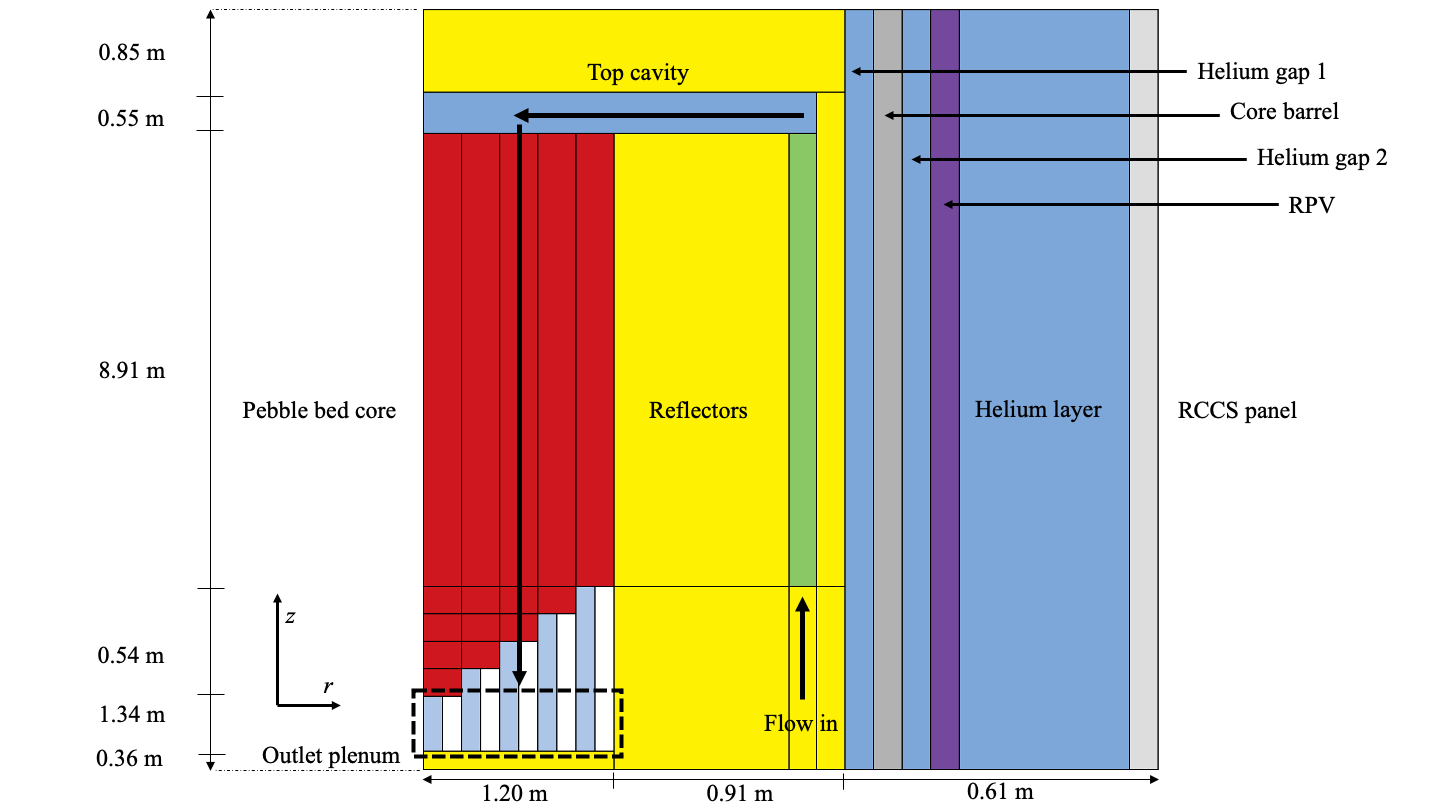 0.85 m
Top cavity
Helium gap 1
0.55 m
Core barrel
Helium gap 2
RPV
8.91 m
Pebble bed core
Reflectors
Helium layer
RCCS panel
z
0.54 m
r
1.34 m
Flow in
0.36 m
Outlet plenum
1.20 m
0.91 m
0.61 m